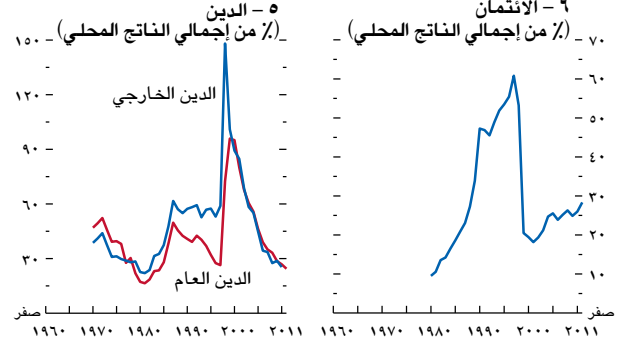 ٥ – الدين
(٪ من إجمالي الناتج المحلي)
١٥٠
١٢٠
٩٠
٦٠
٣٠
صفر
الدين الخارجي
الدين العام
١٩٦٠ ١٩٧٠ ١٩٨٠ ١٩٩٠ ٢٠٠٠ ٢٠١١
٦ – الائتمان
(٪ من إجمالي الناتج المحلي)
٧٠
٦٠
٥٠
٤٠
٣٠
٢٠
١٠
صفر
١٩٦٠ ١٩٧٠ ١٩٨٠ ١٩٩٠ ٢٠٠٠ ٢٠١١